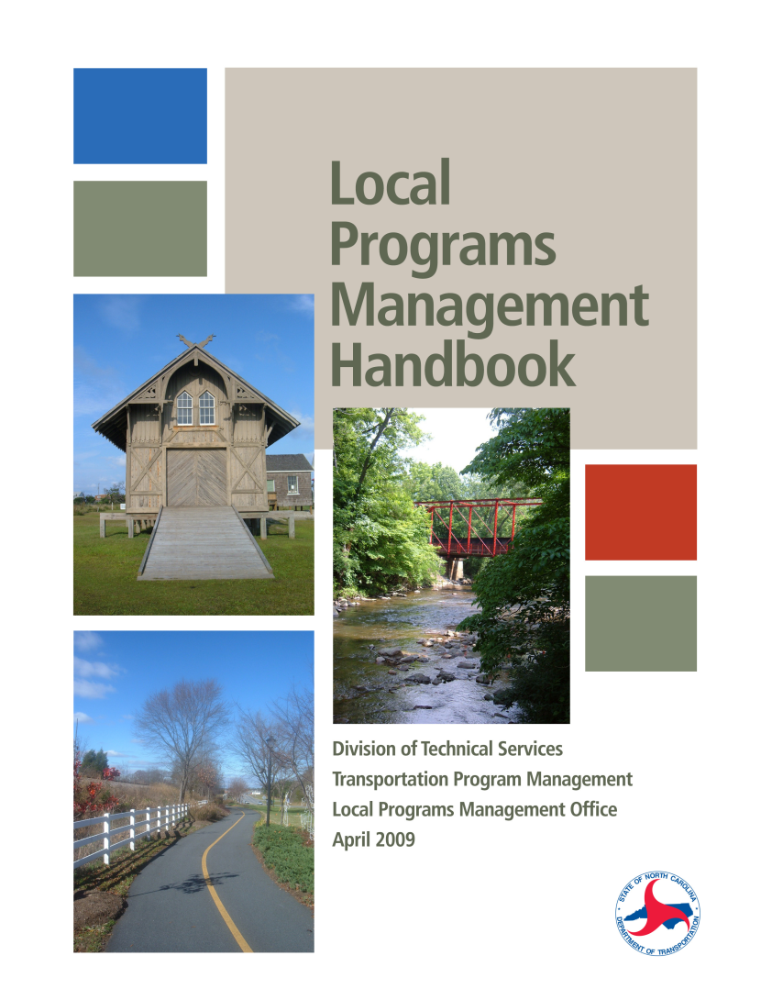 Local
Programs
Management
Handbook
Division of Technical Services
Transportation Program Management
Local Programs Management Office
April 2009
STATE OF NORTH CAROLINA
DEPARTMENT OF TRANSPORTATION